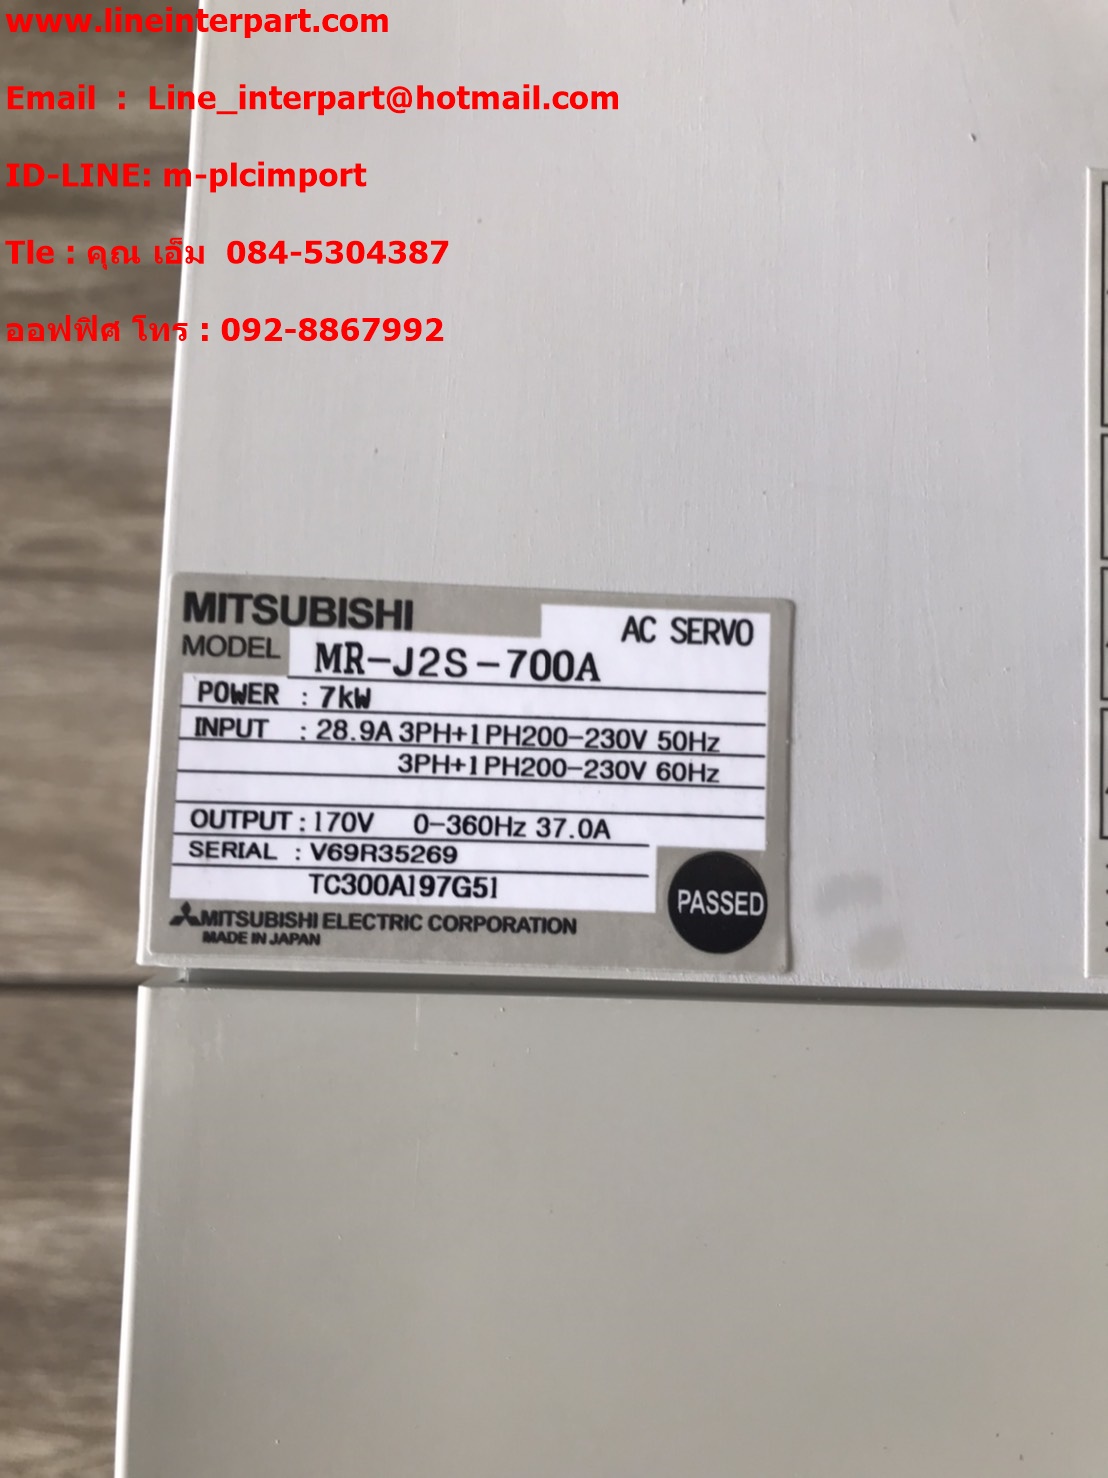 www.lineinterpart.com
Email : Line_interpart@hotmail.com
ID-LINE: m-plcimport
Tle : คุณ เอ็ม 084-5304387
ออฟฟิศ โทร : 092-8867992
MITSUBISHI
AC SERVO
MODEL MR-J2S-700A
POWER : 7kW
INPUT : 28.9A 3PH+1PH200-230V 50Hz
3PH+1PH200-230V 60Hz
OUTPUT : 170V 0-360Hz 37.0A
SERIAL : V69R35269
TC300A197G51
PASSED
MITSUBISHI ELECTRIC CORPORATION
MADE IN JAPAN